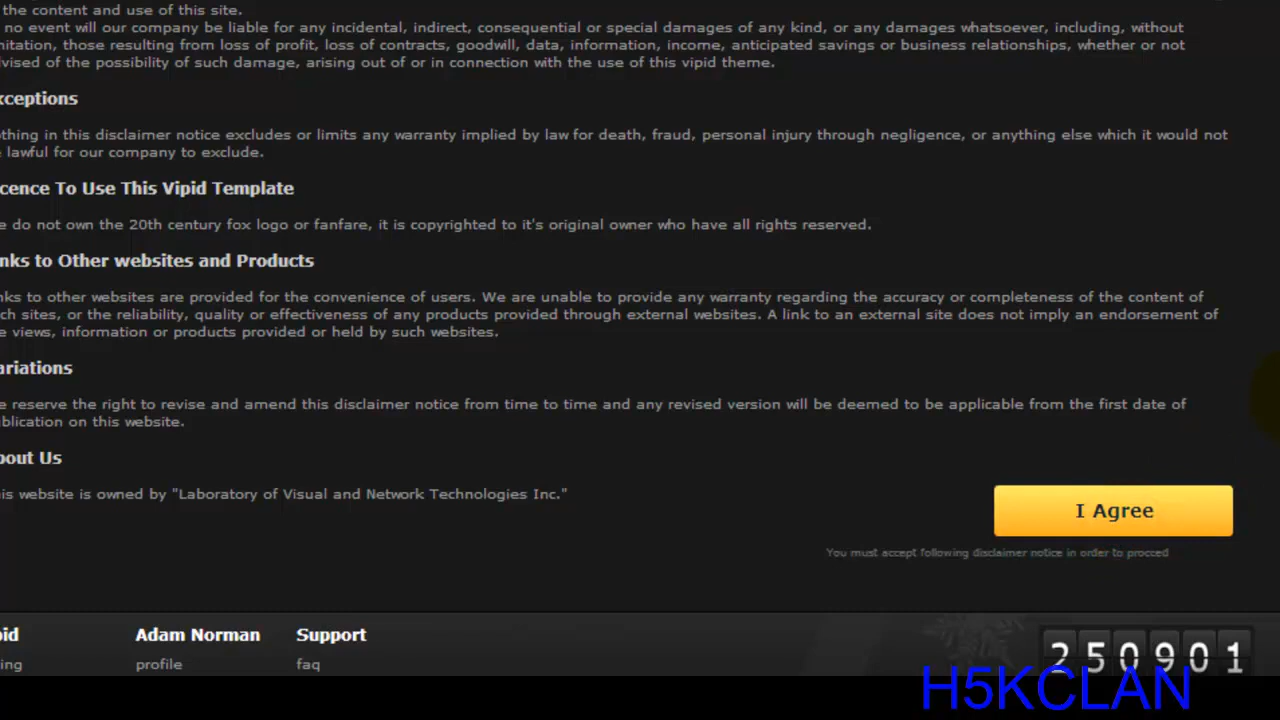 the content and use of this site.
no event will our company be liable for any incidental, indirect, consequential or special damages of any kind, or any damages whatsoever, including, without
mitation, those resulting from loss of profit, loss of contracts, goodwill, data, information, income, anticipated savings or business relationships, whether or not
dvised of the possibility of such damage, arising out of or in connection with the use of this vipid theme.
xceptions
thing in this disclaimer notice excludes or limits any warranty implied by law for death, fraud, personal injury through negligence, or anything else which it would not
lawful for our company to exclude.
cence To Use This Vipid Template
e do not own the 20th century fox logo or fanfare, it is copyrighted to it's original owner who have all rights reserved.
nks to Other websites and Products
nks to other websites are provided for the convenience of users. We are unable to provide any warranty regarding the accuracy or completeness of the content of
ch sites, or the reliability, quality or effectiveness of any products provided through external websites. A link to an external site does not imply an endorsement of
e views, information or products provided or held by such websites.
ariations
e reserve the right to revise and amend this disclaimer notice from time to time and any revised version will be deemed to be applicable from the first date of
blication on this website.
bout Us
is website is owned by "Laboratory of Visual and Network Technologies Inc."
I Agree
You must accept following disclaimer notice in order to procced
pid
Adam Norman
Support
ing
profile
faq
250901
H5KCLAN